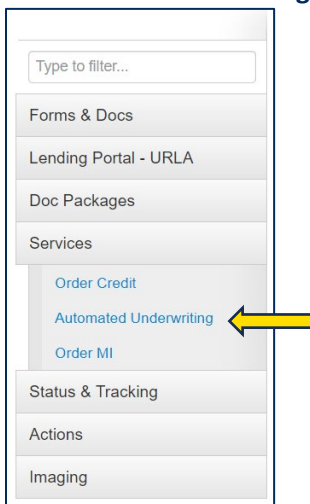 Type to filter...
Forms & Docs
Lending Portal - URLA
Doc Packages
Services
Order Credit
Automated Underwriting
Order MI
Status & Tracking
Actions
Imaging